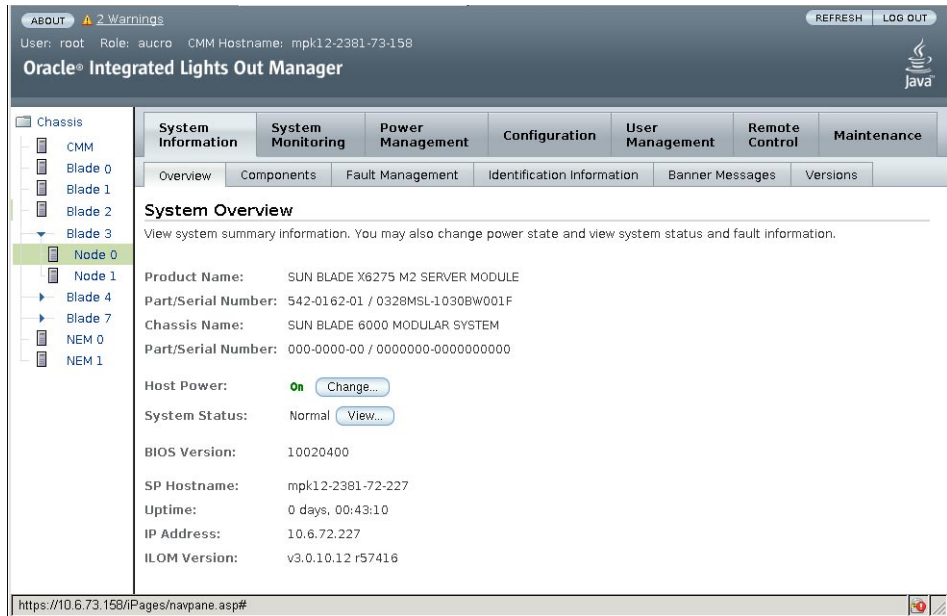 ABOUT 2 Warnings REFRESH LOG OUT
User: root Role: aucro CMM Hostname: mpk12-2381-73-158
Oracle® Integrated Lights Out Manager
Java™
Chassis
CMM
Blade 0
Blade 1
Blade 2
Blade 3
Node 0
Node 1
Blade 4
Blade 7
NEM 0
NEM 1
System Information System Monitoring Power Management Configuration User Management Remote Control Maintenance
Overview Components Fault Management Identification Information Banner Messages Versions
System Overview
View system summary information. You may also change power state and view system status and fault information.
Product Name: SUN BLADE X6275 M2 SERVER MODULE
Part/Serial Number: 542-0162-01 / 0328MSL-1030BW001F
Chassis Name: SUN BLADE 6000 MODULAR SYSTEM
Part/Serial Number: 000-0000-00 / 0000000-0000000000
Host Power: On Change...
System Status: Normal View...
BIOS Version: 10020400
SP Hostname: mpk12-2381-72-227
Uptime: 0 days, 00:43:10
IP Address: 10.6.72.227
ILOM Version: v3.0.10.12 r57416
https://10.6.73.158/iPages/navpane.asp#